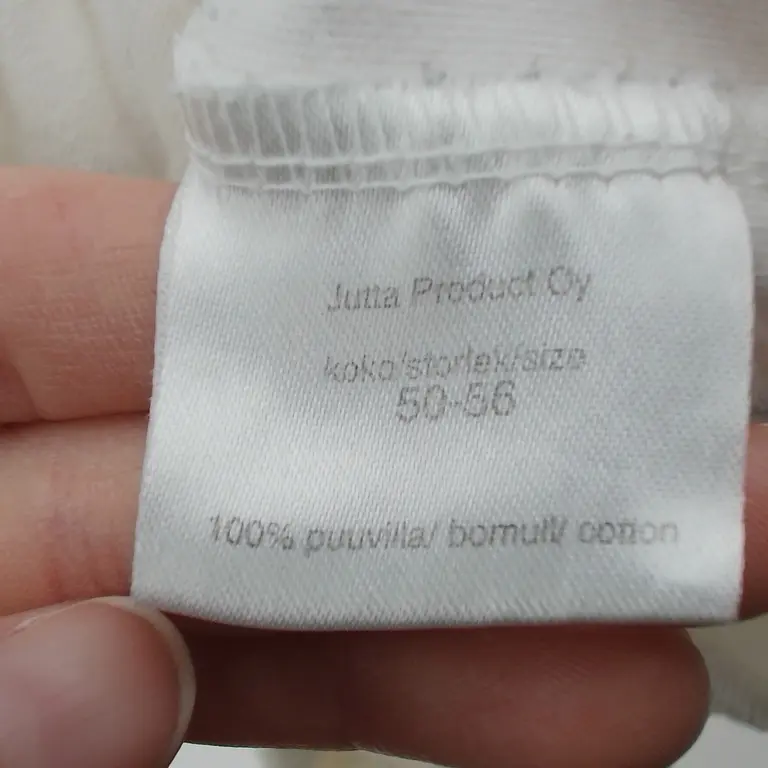 Jutta Product Oy
koko/storlek/size
50-56
100% puuvilla/ bomull/ cotton